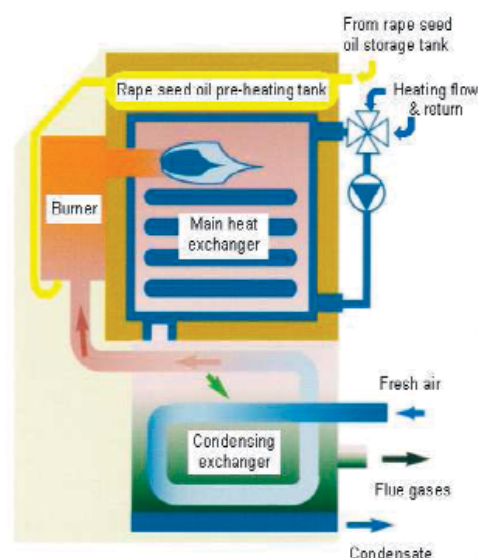 From rape seed
oil storage tank
Rape seed oil pre-heating tank
Heating flow
& return
Burner
Main heat
exchanger
Fresh air
Condensing
exchanger
Flue gases
Condensate